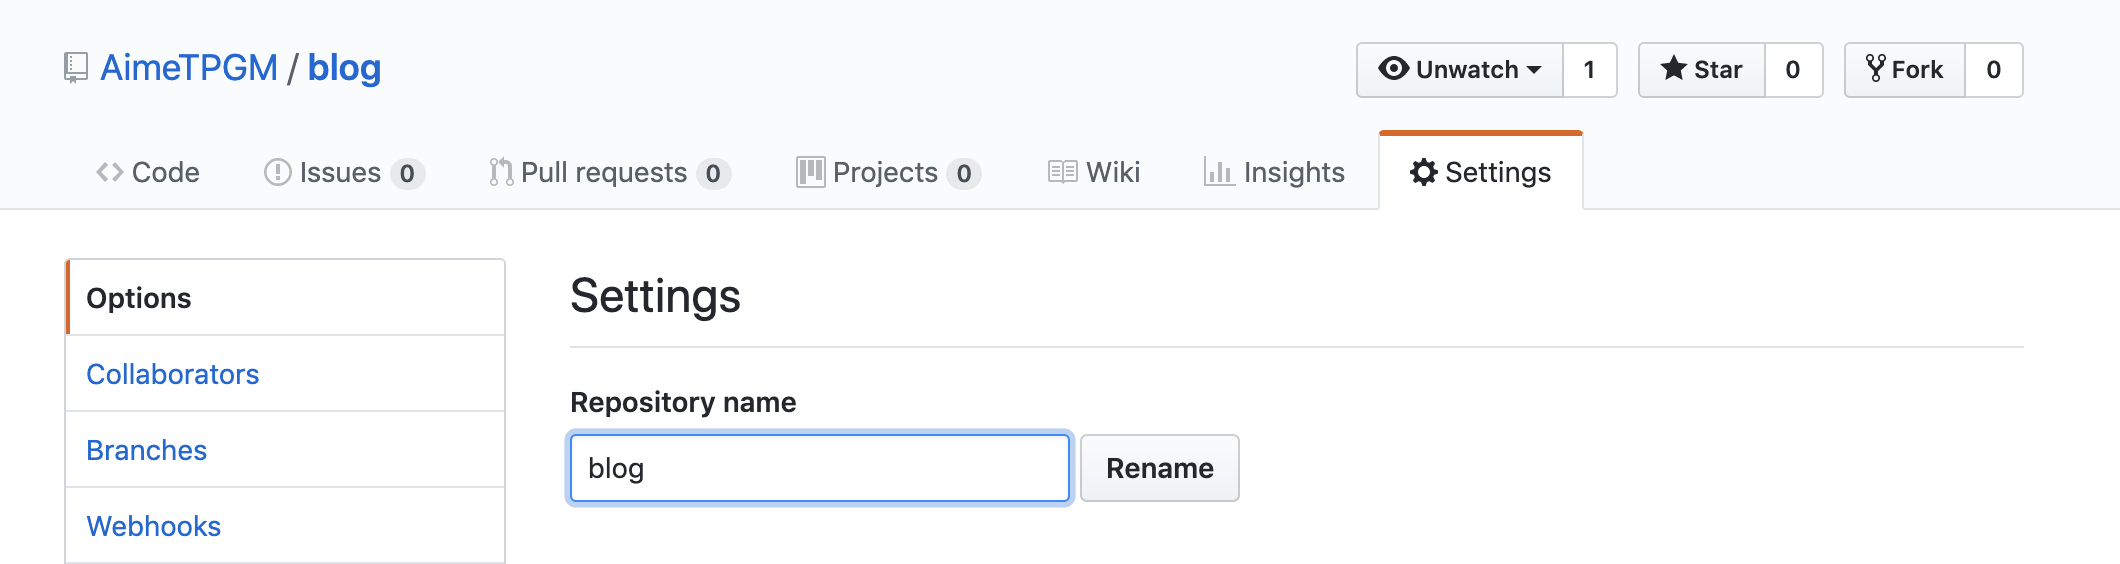 AimeTPGM / blog
Unwatch 1 Star 0 Fork 0
Code Issues 0 Pull requests 0 Projects 0 Wiki Insights Settings
Options
Collaborators
Branches
Webhooks
Settings
Repository name
blog Rename